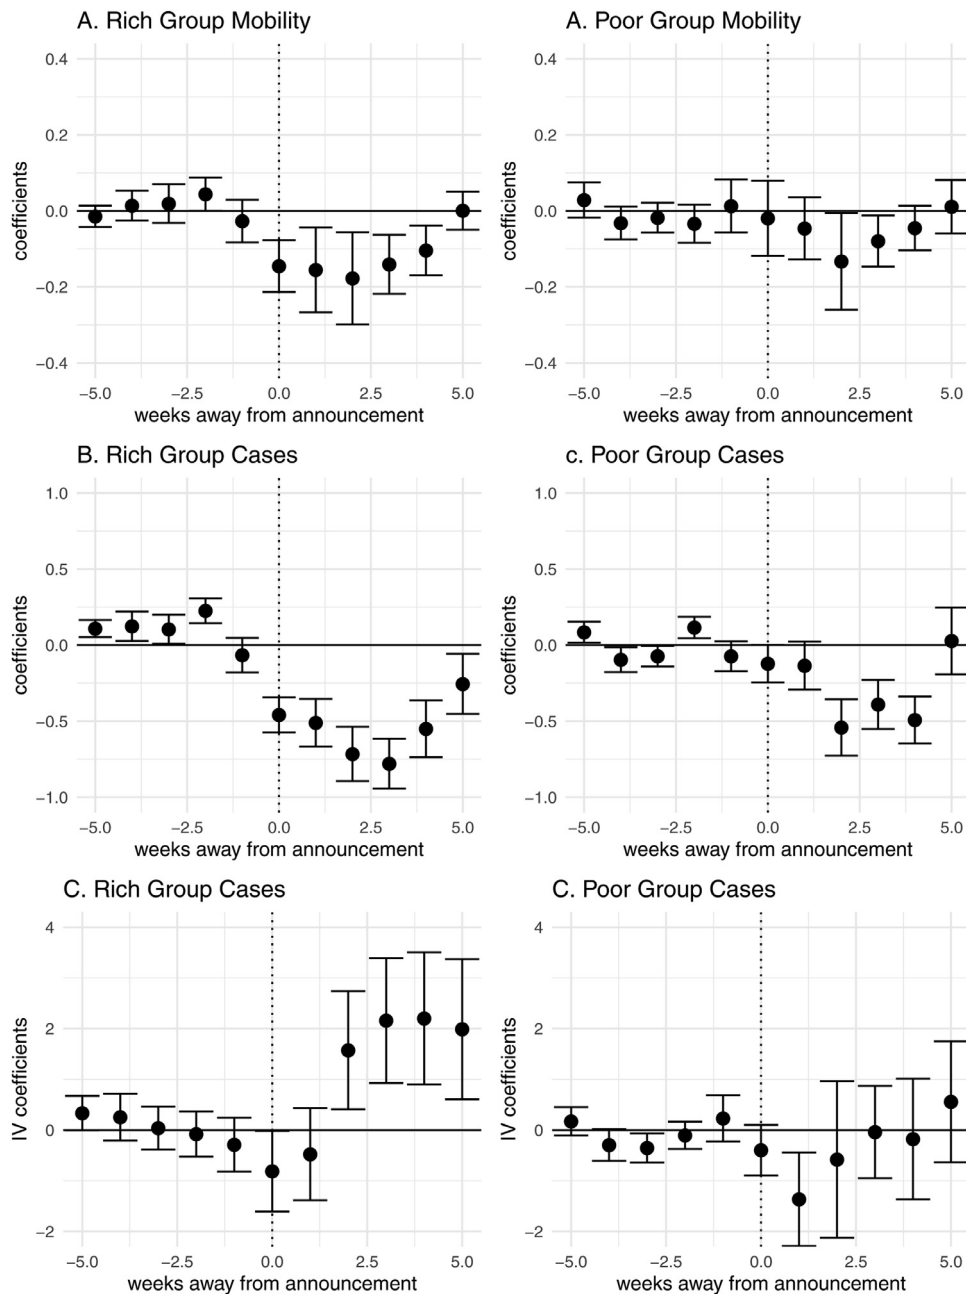 A. Rich Group Mobility
0.4
0.2
0.0
−0.2
−0.4
coefficients
−5.0 −2.5 0.0 2.5 5.0
weeks away from announcement
A. Poor Group Mobility
0.4
0.2
0.0
−0.2
−0.4
coefficients
−5.0 −2.5 0.0 2.5 5.0
weeks away from announcement
B. Rich Group Cases
1.0
0.5
0.0
−0.5
−1.0
coefficients
−5.0 −2.5 0.0 2.5 5.0
weeks away from announcement
c. Poor Group Cases
1.0
0.5
0.0
−0.5
−1.0
coefficients
−5.0 −2.5 0.0 2.5 5.0
weeks away from announcement
C. Rich Group Cases
4
2
0
−2
IV coefficients
−5.0 −2.5 0.0 2.5 5.0
weeks away from announcement
C. Poor Group Cases
4
2
0
−2
IV coefficients
−5.0 −2.5 0.0 2.5 5.0
weeks away from announcement